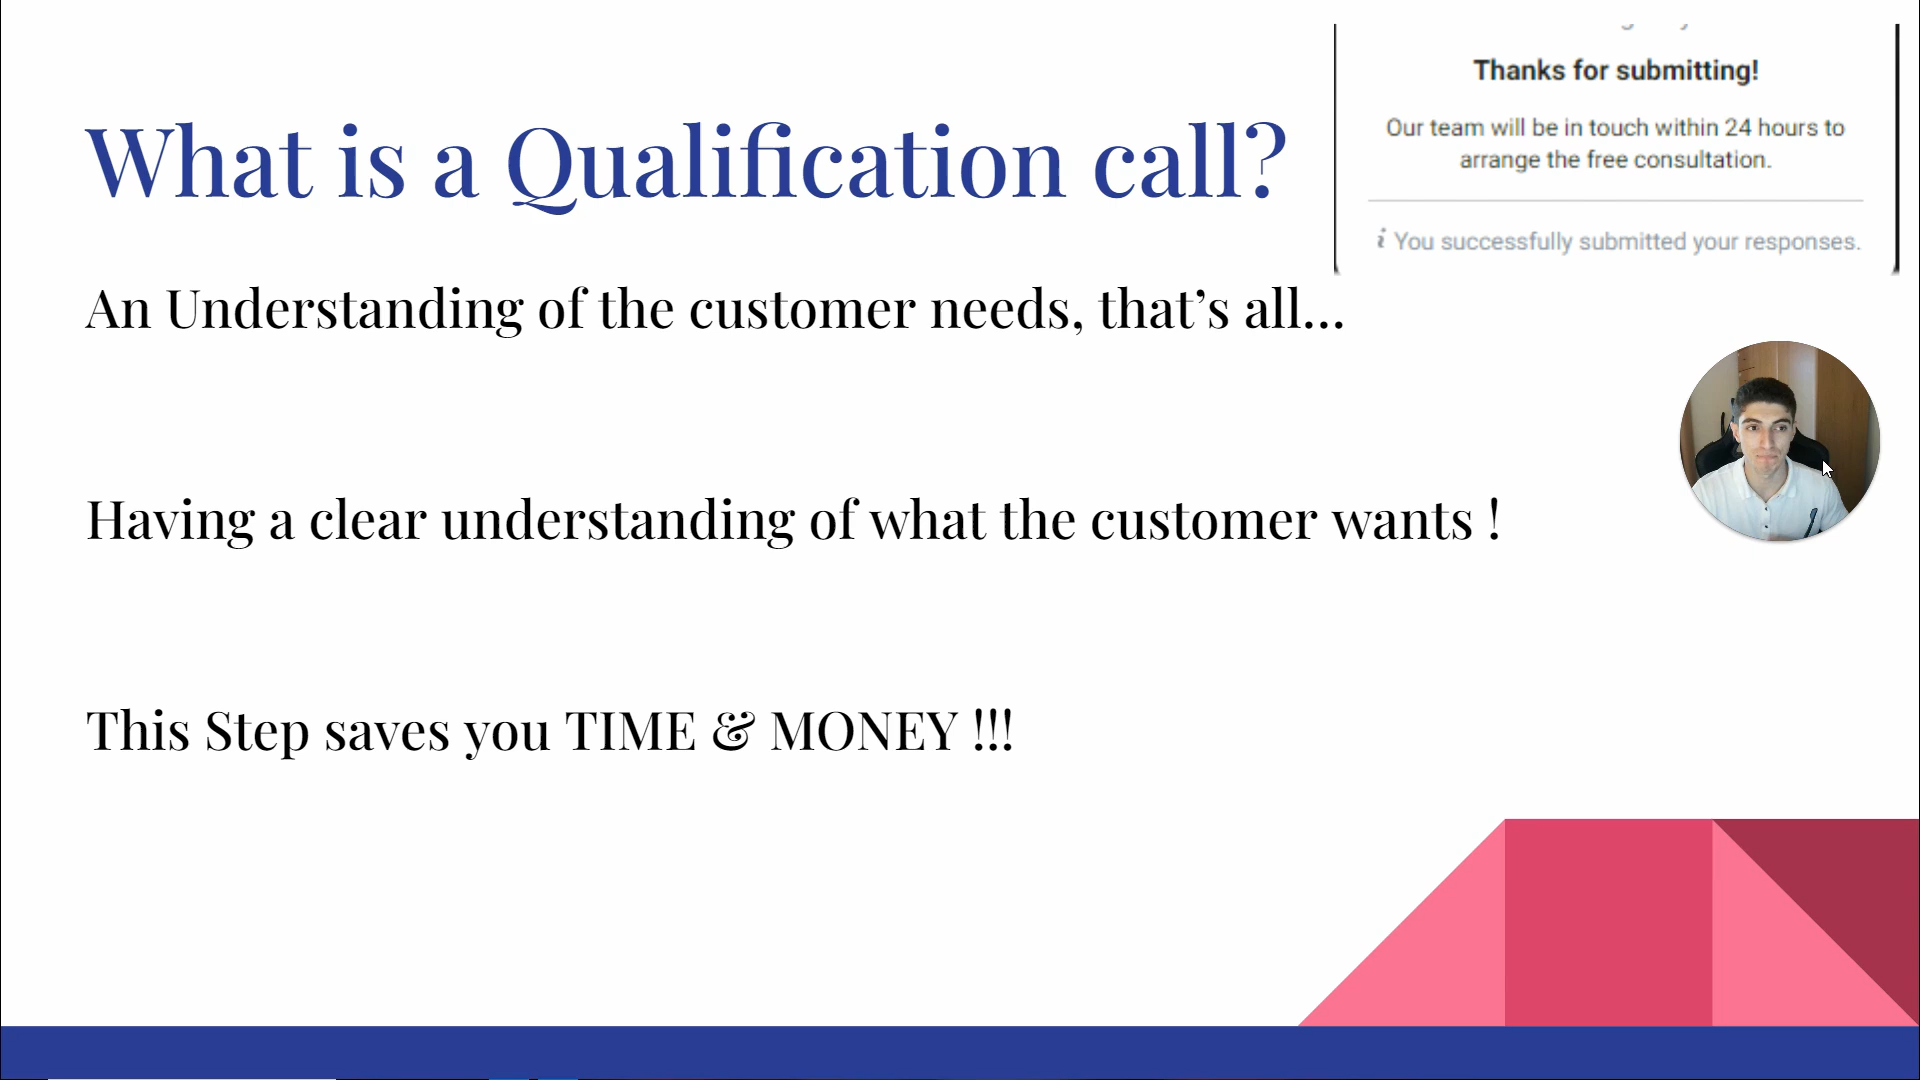 What is a Qualification call?
Thanks for submitting!
Our team will be in touch within 24 hours to
arrange the free consultation.
i You successfully submitted your responses.
An Understanding of the customer needs, that’s all...
Having a clear understanding of what the customer wants !
This Step saves you TIME & MONEY !!!